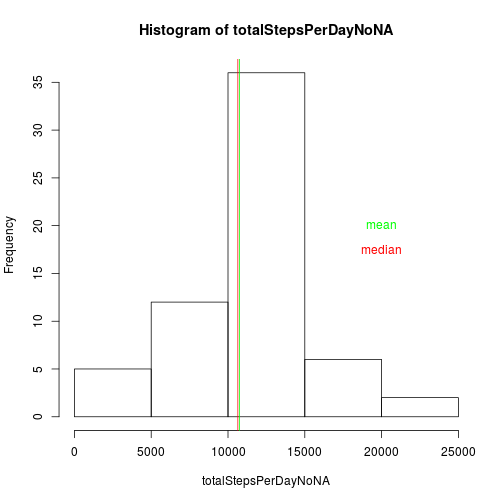 Histogram of totalStepsPerDayNoNA
35
30
25
20
15
10
5
0
Frequency
mean
median
0 5000 10000 15000 20000 25000
totalStepsPerDayNoNA